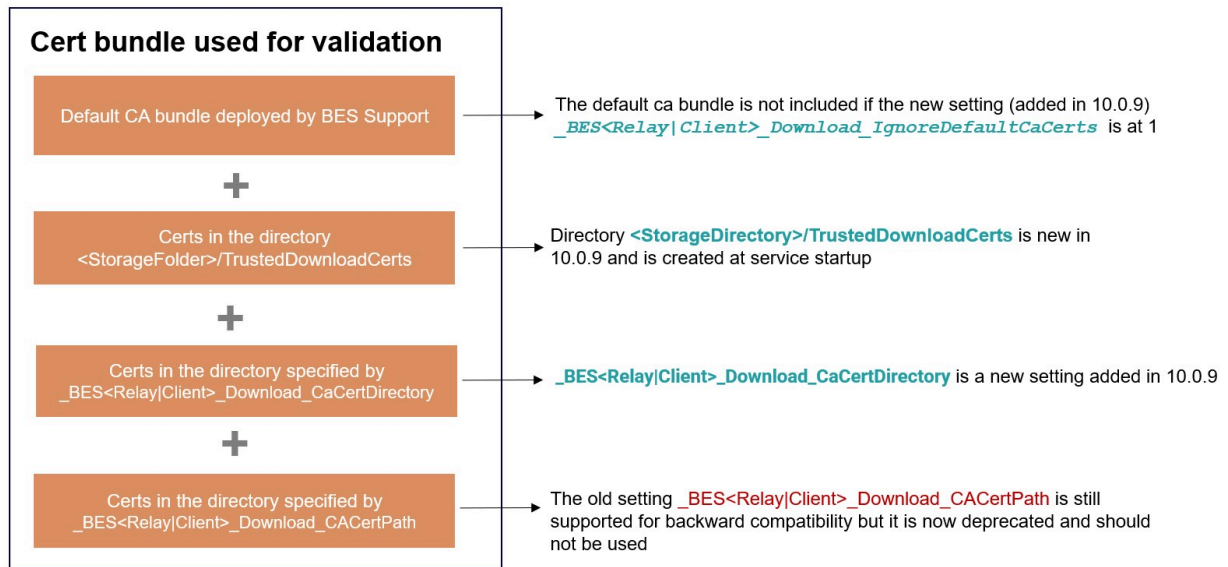 Cert bundle used for validation
Default CA bundle deployed by BES Support
The default ca bundle is not included if the new setting (added in 10.0.9)
_BES<Relay|Client>_Download_IgnoreDefaultCaCerts is at 1
+
Certs in the directory
<StorageFolder>/TrustedDownloadCerts
Directory <StorageDirectory>/TrustedDownloadCerts is new in
10.0.9 and is created at service startup
+
Certs in the directory specified by
_BES<Relay|Client>_Download_CaCertDirectory
_BES<Relay|Client>_Download_CaCertDirectory is a new setting added in 10.0.9
+
Certs in the directory specified by
_BES<Relay|Client>_Download_CACertPath
The old setting _BES<Relay|Client>_Download_CACertPath is still
supported for backward compatibility but it is now deprecated and should
not be used